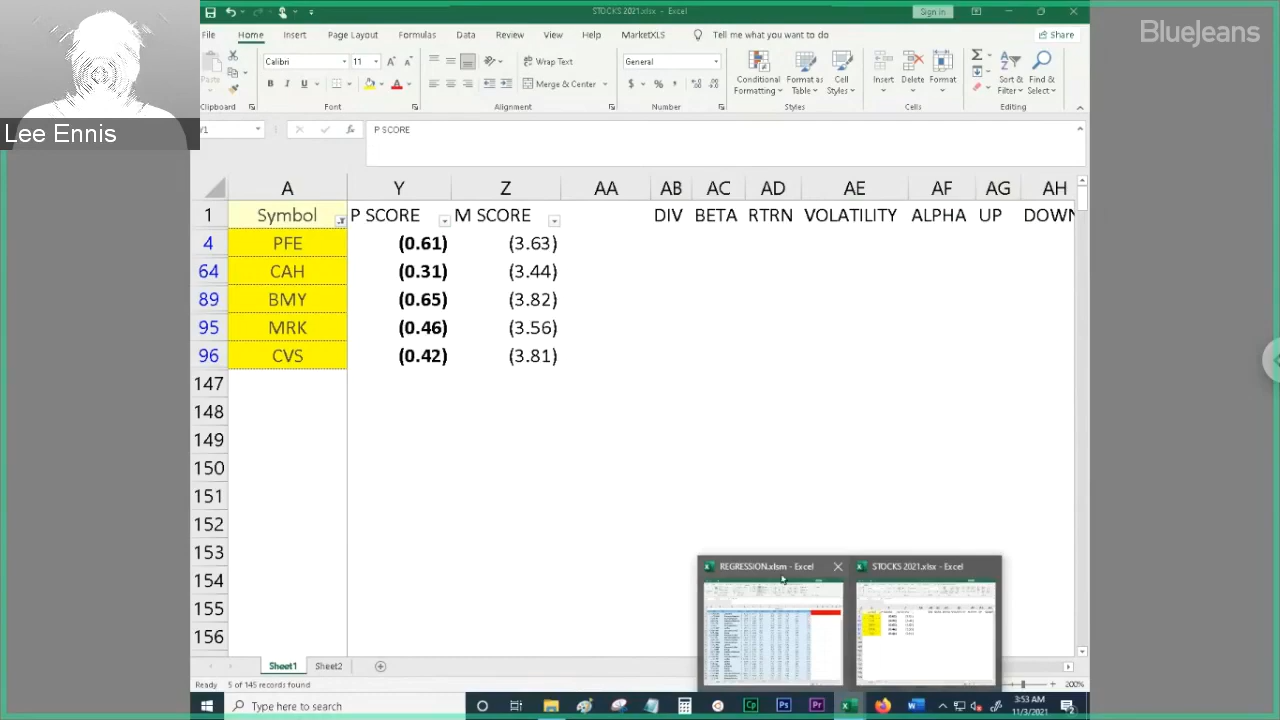 STOCKS 2021.xlsx - Excel
Sign in
BlueJeans
File Home Insert Page Layout Formulas Data Review View Help MarketXLS Tell me what you want to do Share
Paste Calibri 11 Wrap Text General Conditional Formatting Format as Table Cell Styles Insert Delete Format Sort & Filter Find & Select
B I U Merge & Center $ % ,
Clipboard Font Alignment Number Styles Cells Editing
Lee Ennis
Y1 P SCORE
A Y Z AA AB AC AD AE AF AG AH
1 Symbol P SCORE M SCORE DIV BETA RTRN VOLATILITY ALPHA UP DOWN
4 PFE (0.61) (3.63)
64 CAH (0.31) (3.44)
89 BMY (0.65) (3.82)
95 MRK (0.46) (3.56)
96 CVS (0.42) (3.81)
147
148
149
150
151
152
153
154
155
156
REGRESSION.xlsm - Excel STOCKS 2021.xlsx - Excel
Sheet1 Sheet2
Ready 5 of 145 records found 200%
Type here to search
3:53 AM
11/3/2021